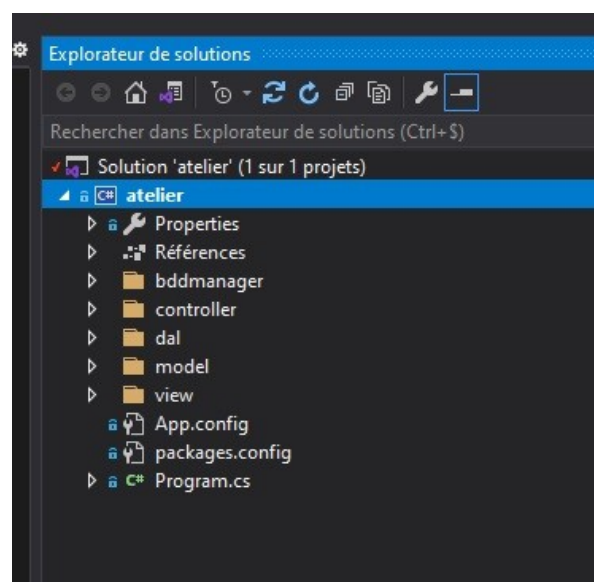 Explorateur de solutions
Rechercher dans Explorateur de solutions (Ctrl+$)
Solution 'atelier' (1 sur 1 projets)
C# atelier
Properties
Références
bddmanager
controller
dal
model
view
App.config
packages.config
C# Program.cs